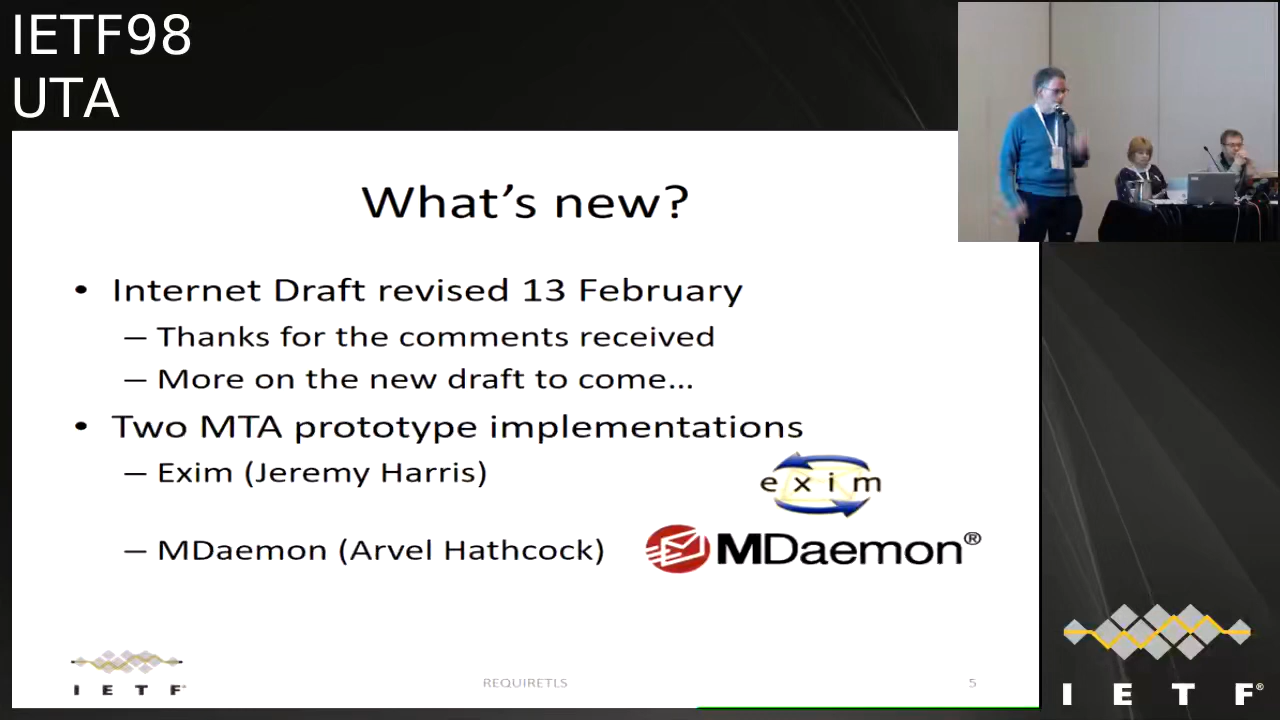 IETF98
UTA
What's new?
• Internet Draft revised 13 February
– Thanks for the comments received
– More on the new draft to come...
• Two MTA prototype implementations
– Exim (Jeremy Harris)
exim
– MDaemon (Arvel Hathcock)
MDaemon®
IETF
REQUIRETLS
5
IETF®